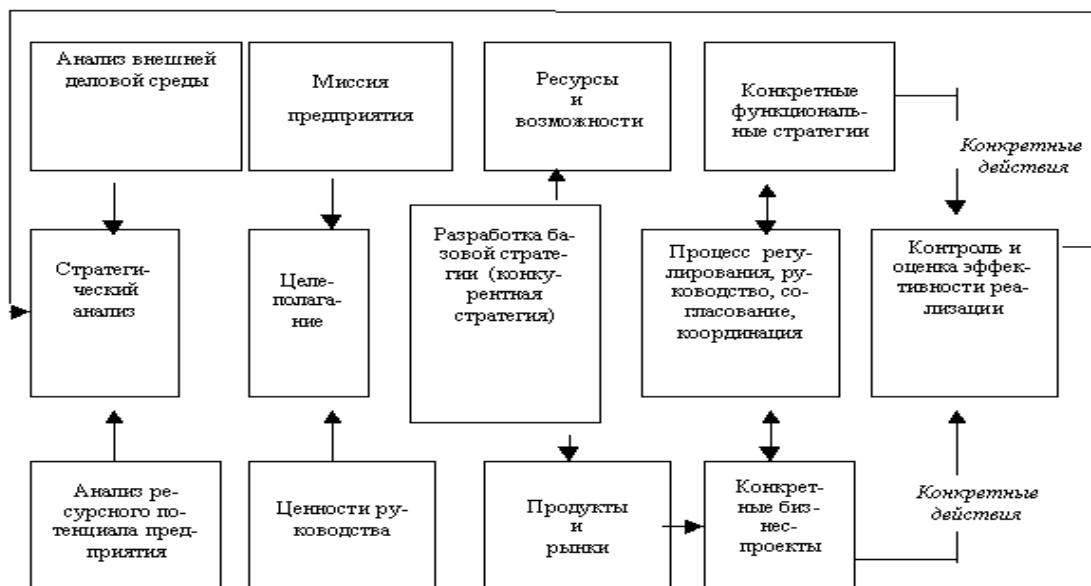 Анализ внешней
деловой среды
Миссия
предприятия
Ресурсы
и
возможности
Конкретные
функциональ-
ные стратегии
Конкретные
действия
Стратеги-
ческий
анализ
Целе-
полага-
ние
Разработка ба-
зовой страте-
гии (конку-
рентная
стратегия)
Процесс регу-
лирования, ру-
ководство, со-
гласование,
координация
Контроль и
оценка эффек-
тивности реа-
лизации
Анализ ре-
сурсного по-
тенциала пред-
приятия
Ценности ру-
ководства
Продукты
и
рынки
Конкрет-
ные биз-
нес-
проекты
Конкретные
действия